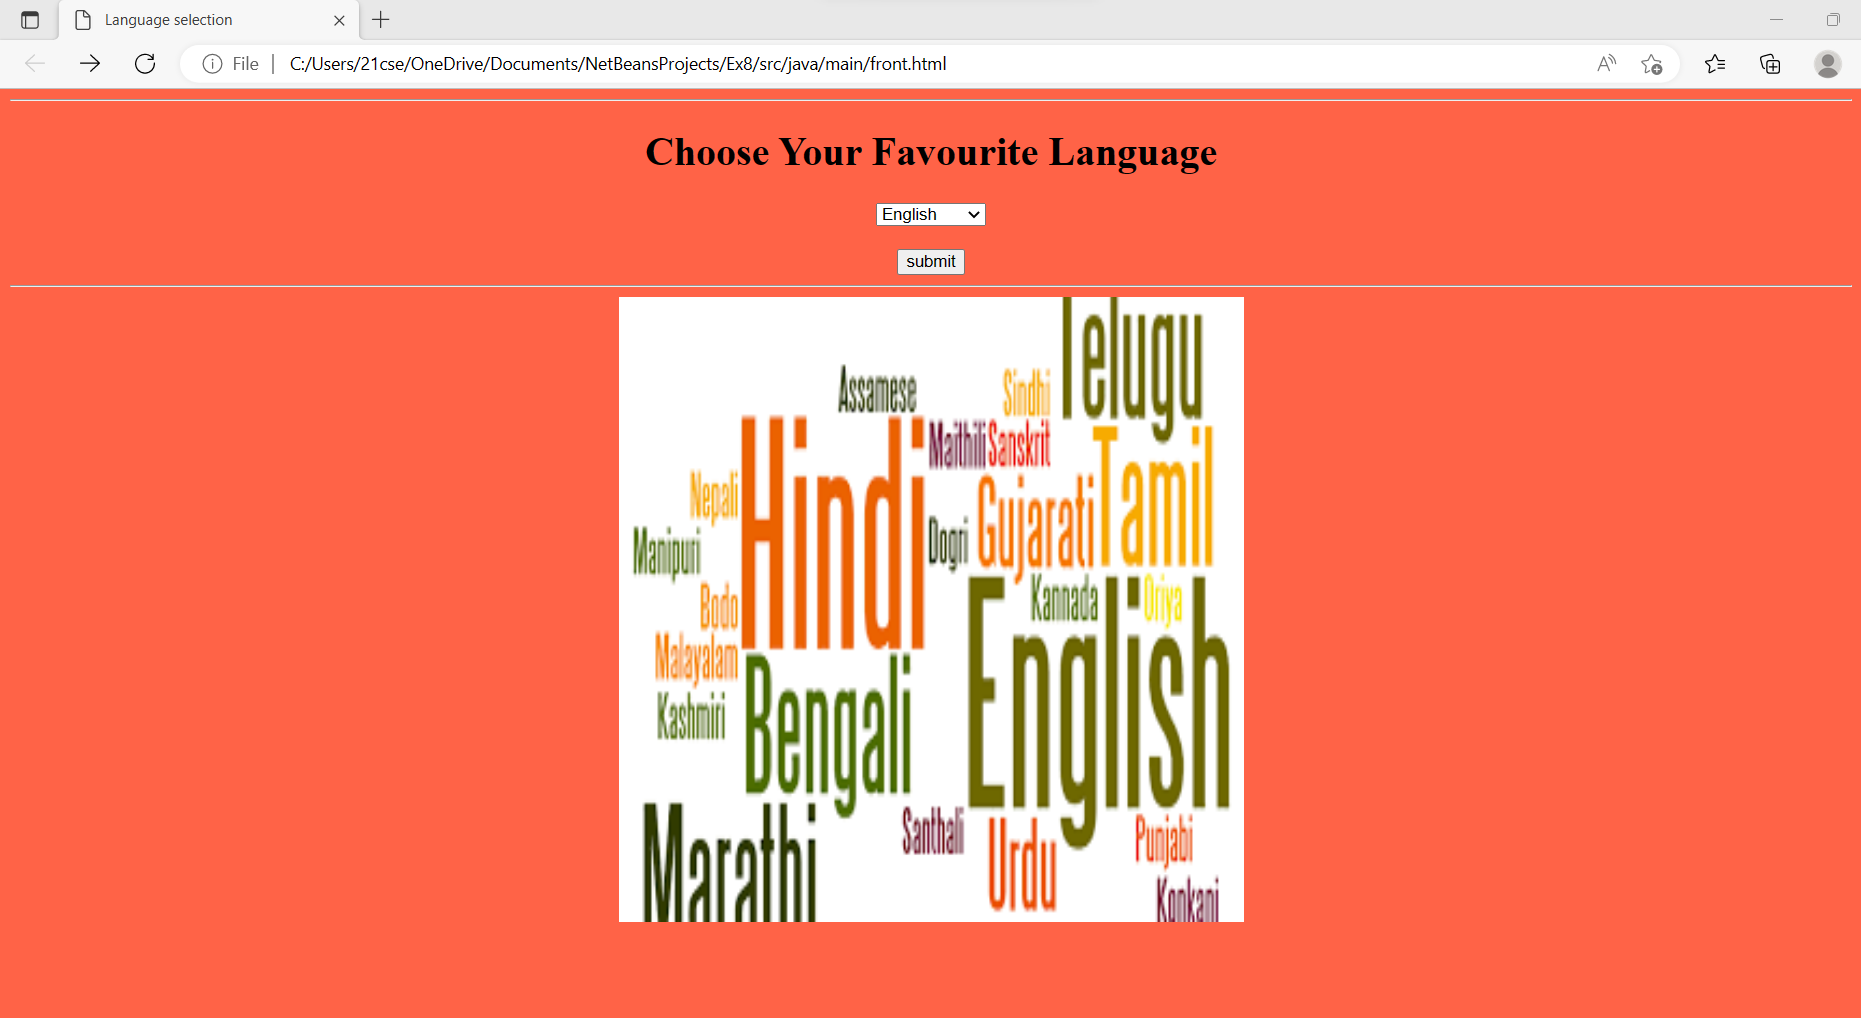 Language selection
File | C:/Users/21cse/OneDrive/Documents/NetBeansProjects/Ex8/src/java/main/front.html
Choose Your Favourite Language
English
submit
Telugu
Assamese
Sindhi
Hindi
Maithili
Sanskrit
Tamil
Nepali
Gujarati
Manipuri
Dogri
Bodo
Kannada
Oriya
Malayalam
English
Kashmiri
Bengali
Marathi
Santhali
Urdu
Punjabi
Konkani